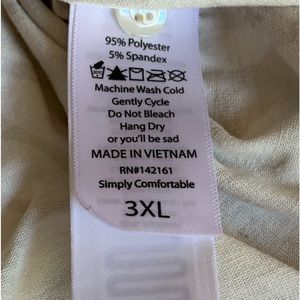 95% Polyester
5% Spandex
Machine Wash Cold
Gently Cycle
Do Not Bleach
Hang Dry
or you'll be sad
MADE IN VIETNAM
RN#142161
Simply Comfortable
3XL